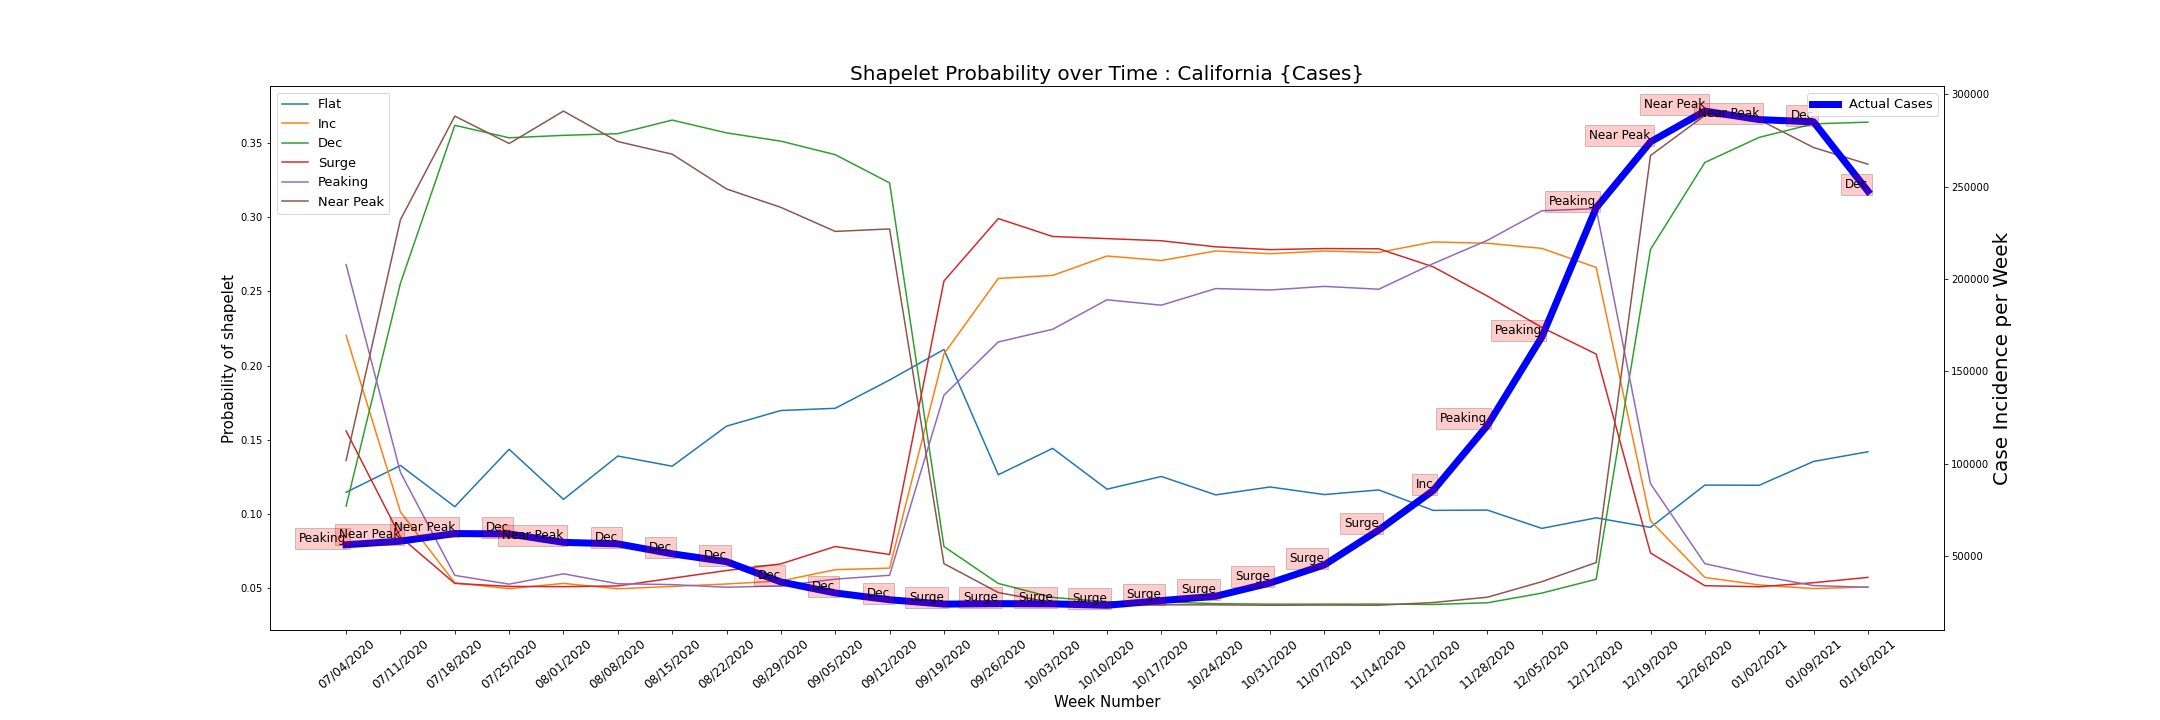 Shapelet Probability over Time : California {Cases}
Flat
Inc
Dec
Surge
Peaking
Near Peak
Actual Cases
Probability of shapelet
0.35
0.30
0.25
0.20
0.15
0.10
0.05
Case Incidence per Week
300000
250000
200000
150000
100000
50000
Peaking
Near Peak
Near Peak
Dec
Near Peak
Dec
Dec
Dec
Dec
Dec
Dec
Surge
Surge
Surge
Surge
Surge
Surge
Surge
Surge
Surge
Inc
Peaking
Peaking
Peaking
Near Peak
Near Peak
Near Peak
Dec
Dec
07/04/2020
07/11/2020
07/18/2020
07/25/2020
08/01/2020
08/08/2020
08/15/2020
08/22/2020
08/29/2020
09/05/2020
09/12/2020
09/19/2020
09/26/2020
10/03/2020
10/10/2020
10/17/2020
10/24/2020
10/31/2020
11/07/2020
11/14/2020
11/21/2020
11/28/2020
12/05/2020
12/12/2020
12/19/2020
12/26/2020
01/02/2021
01/09/2021
01/16/2021
Week Number